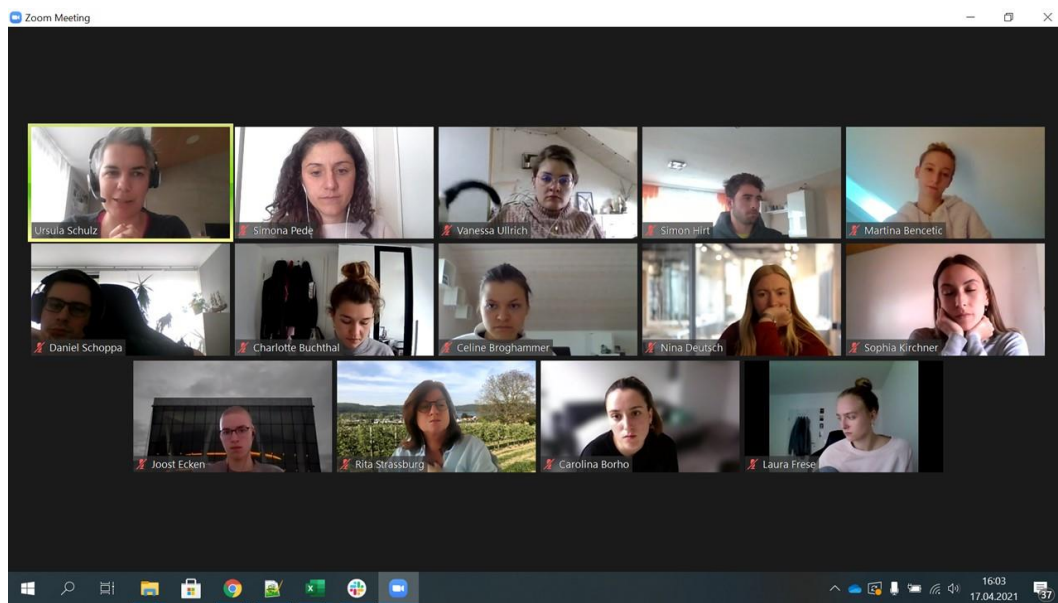 Zoom Meeting
Ursula Schulz
Simona Pede
Vanessa Ullrich
Simon Hirt
Martina Bencetic
Daniel Schoppa
Charlotte Buchthal
Celine Broghammer
Nina Deutsch
Sophia Kirchner
Joost Ecken
Rita Strassburg
Carolina Borho
Laura Frese
16:03
17.04.2021
37